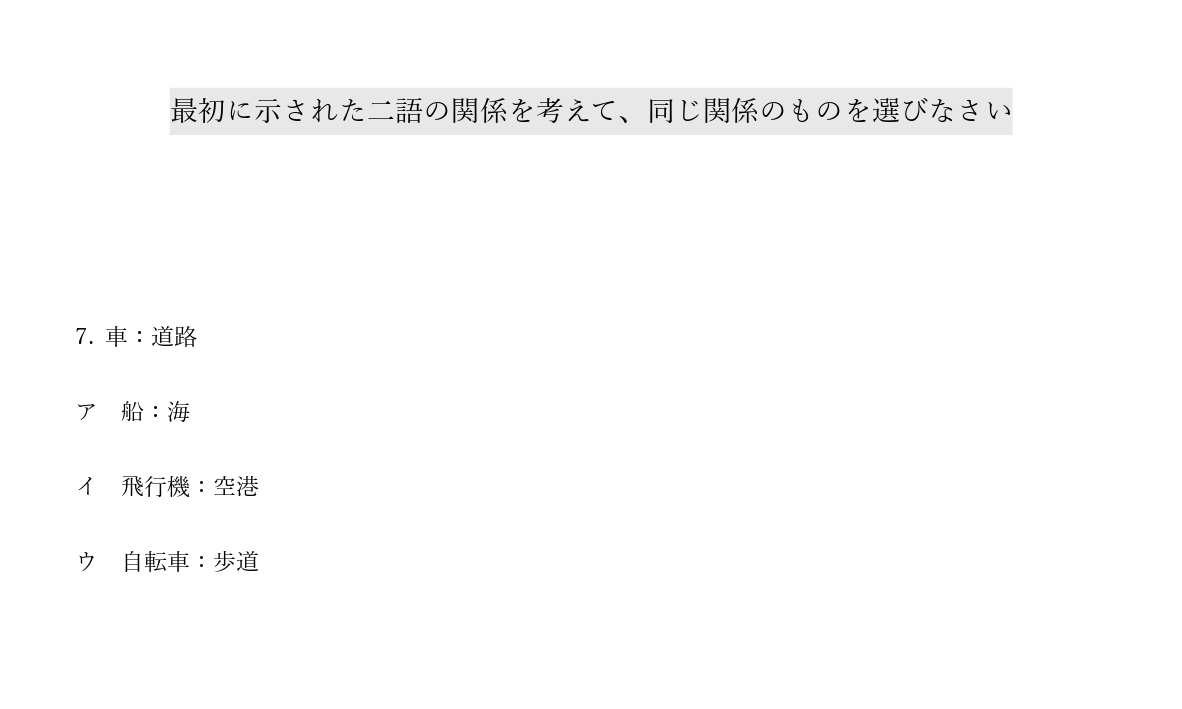 最初に示された二語の関係を考えて、同じ関係のものを選びなさい
7. 車：道路
ア　船：海
イ　飛行機：空港
ウ　自転車：歩道